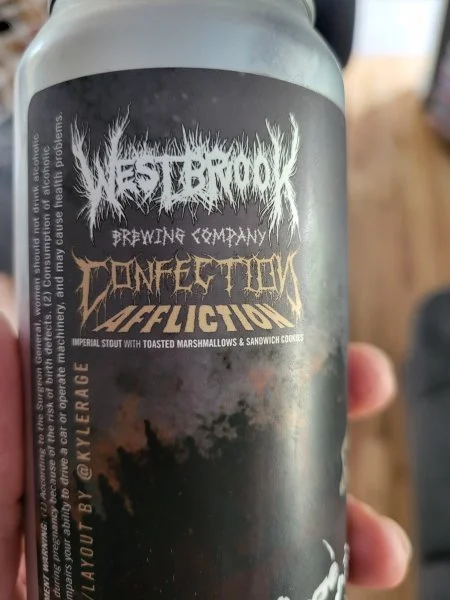 WESTBROOK
BREWING COMPANY
CONFECTION
AFFLICTION
IMPERIAL STOUT WITH TOASTED MARSHMALLOWS & SANDWICH COOKIES
MENT WARNING: (1) According to the Surgeon General, women should not drink alcoholic
during pregnancy because of the risk of birth defects. (2) Consumption of alcoholic
mpairs your ability to drive a car or operate machinery, and may cause health problems.
/LAYOUT BY @KYLERAGE